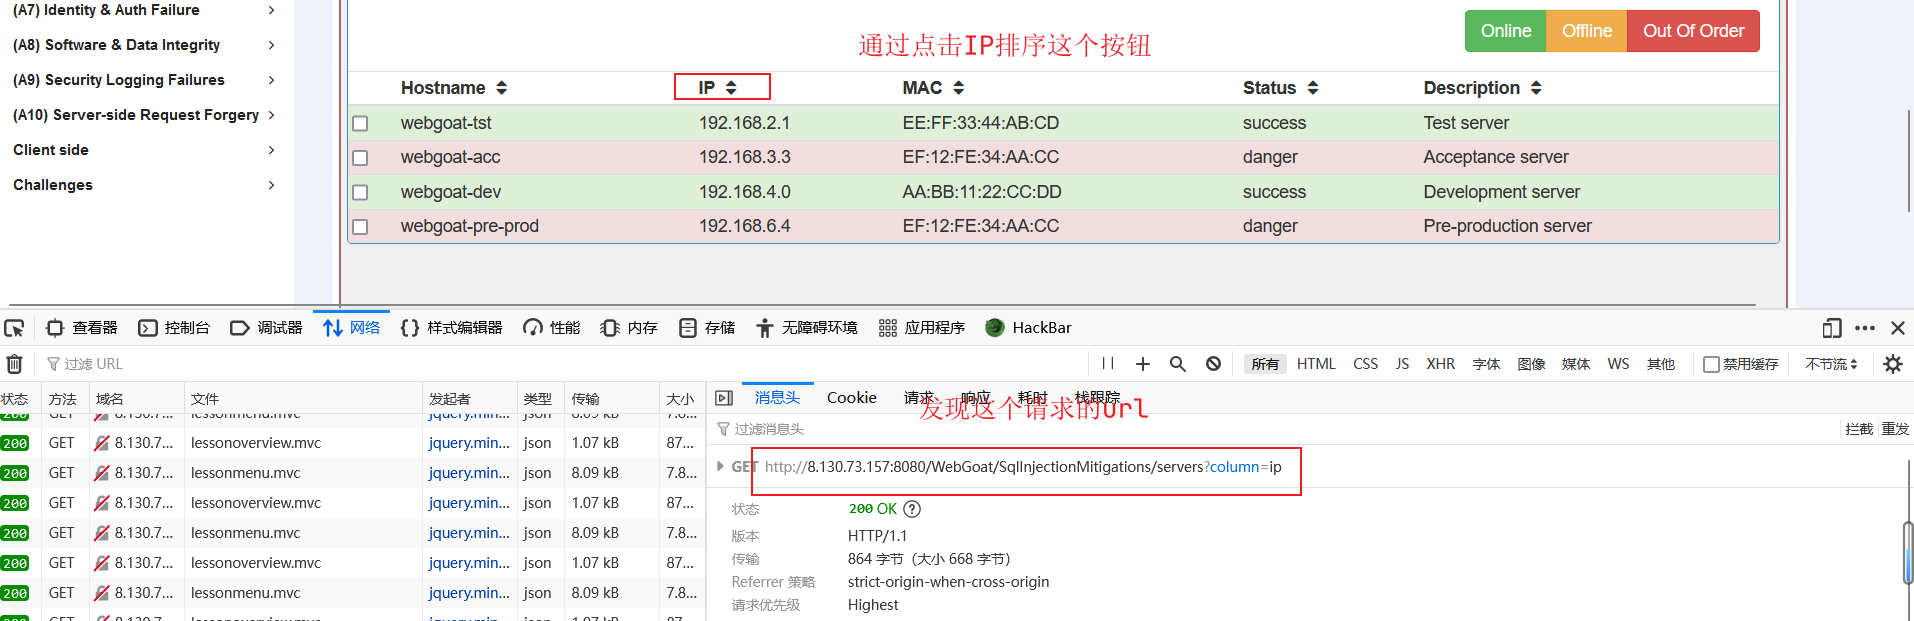 (A7) Identity & Auth Failure
(A8) Software & Data Integrity
(A9) Security Logging Failures
(A10) Server-side Request Forgery
Client side
Challenges
通过点击IP排序这个按钮
Online Offline Out Of Order
Hostname IP MAC Status Description
webgoat-tst 192.168.2.1 EE:FF:33:44:AB:CD success Test server
webgoat-acc 192.168.3.3 EF:12:FE:34:AA:CC danger Acceptance server
webgoat-dev 192.168.4.0 AA:BB:11:22:CC:DD success Development server
webgoat-pre-prod 192.168.6.4 EF:12:FE:34:AA:CC danger Pre-production server
查看器 控制台 调试器 网络 样式编辑器 性能 内存 存储 无障碍环境 应用程序 HackBar
过滤 URL
所有 HTML CSS JS XHR 字体 图像 媒体 WS 其他 禁用缓存 不节流
状态 方法 域名 文件 发起者 类型 传输 大小
200 GET 8.130.7... lessonmenu.mvc jquery.min... json 8.09 kB 7.8...
200 GET 8.130.7... lessonoverview.mvc jquery.min... json 1.07 kB 87...
200 GET 8.130.7... lessonmenu.mvc jquery.min... json 8.09 kB 7.8...
200 GET 8.130.7... lessonoverview.mvc jquery.min... json 1.07 kB 87...
200 GET 8.130.7... lessonmenu.mvc jquery.min... json 8.09 kB 7.8...
200 GET 8.130.7... lessonoverview.mvc jquery.min... json 1.07 kB 87...
200 GET 8.130.7... lessonmenu.mvc jquery.min... json 8.09 kB 7.8...
消息头 Cookie 请求 响应 耗时 栈跟踪
发现这个请求的url
过滤消息头
拦截 重发
GET http://8.130.73.157:8080/WebGoat/SqlInjectionMitigations/servers?column=ip
状态 200 OK
版本 HTTP/1.1
传输 864 字节（大小 668 字节）
Referrer 策略 strict-origin-when-cross-origin
请求优先级 Highest